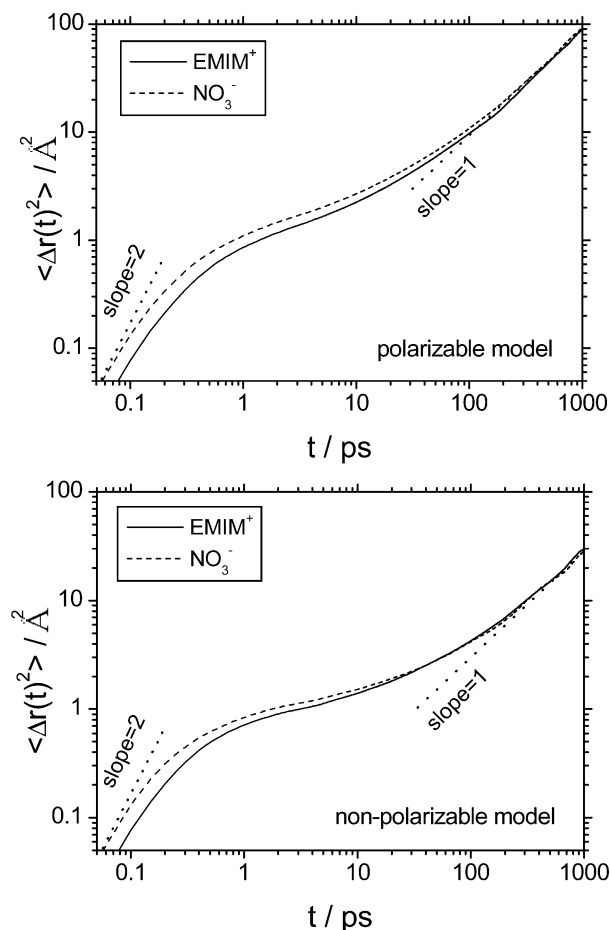 100
10
1
0.1
<Δr(t)²> / Å²
EMIM⁺
NO₃⁻
slope=2
slope=1
polarizable model
0.1 1 10 100 1000
t / ps
100
10
1
0.1
<Δr(t)²> / Å²
EMIM⁺
NO₃⁻
slope=2
slope=1
non-polarizable model
0.1 1 10 100 1000
t / ps